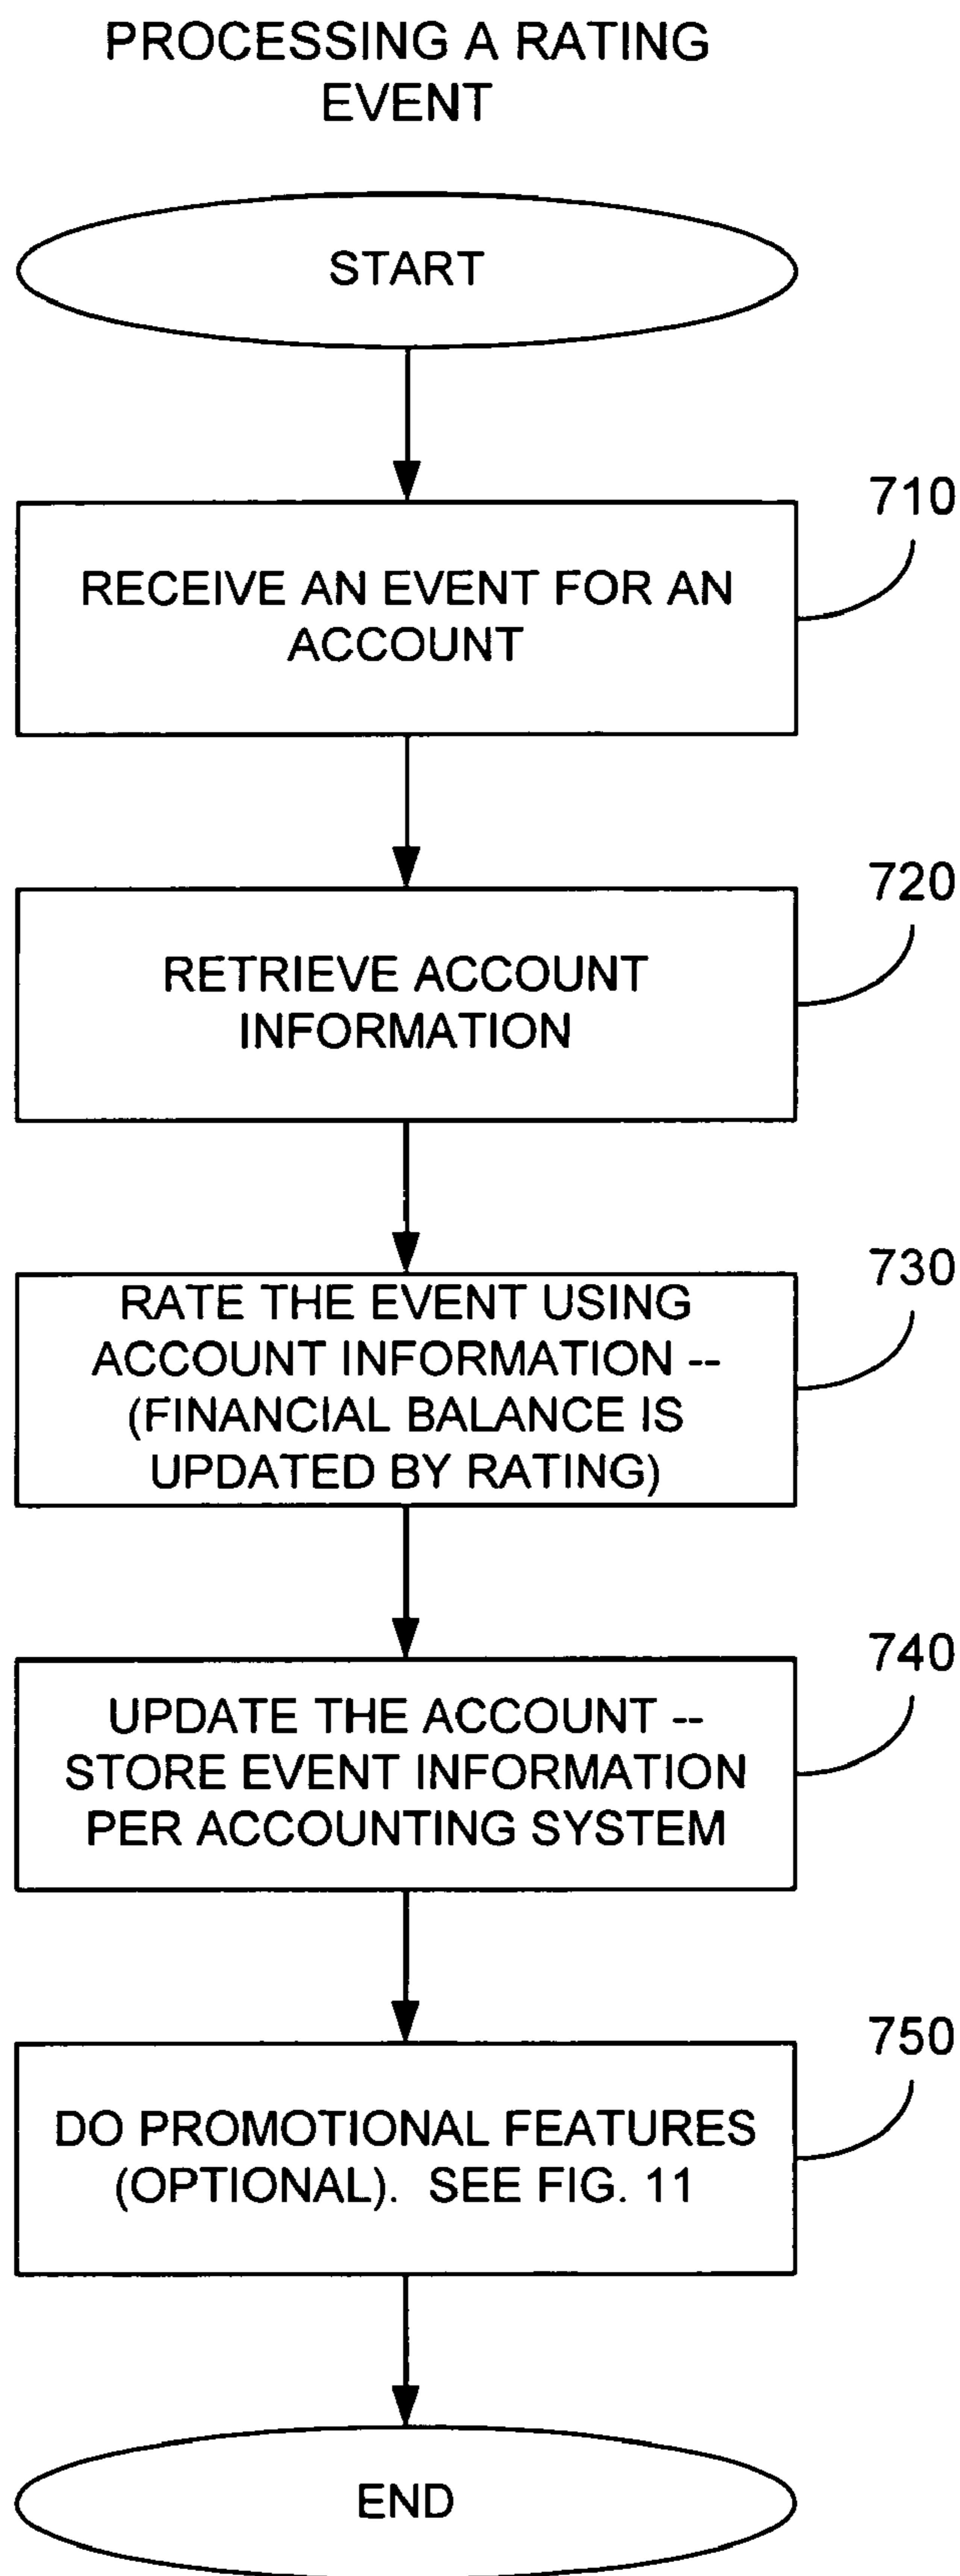 PROCESSING A RATING
EVENT
START
710
RECEIVE AN EVENT FOR AN
ACCOUNT
720
RETRIEVE ACCOUNT
INFORMATION
730
RATE THE EVENT USING
ACCOUNT INFORMATION --
(FINANCIAL BALANCE IS
UPDATED BY RATING)
740
UPDATE THE ACCOUNT --
STORE EVENT INFORMATION
PER ACCOUNTING SYSTEM
750
DO PROMOTIONAL FEATURES
(OPTIONAL).  SEE FIG. 11
END